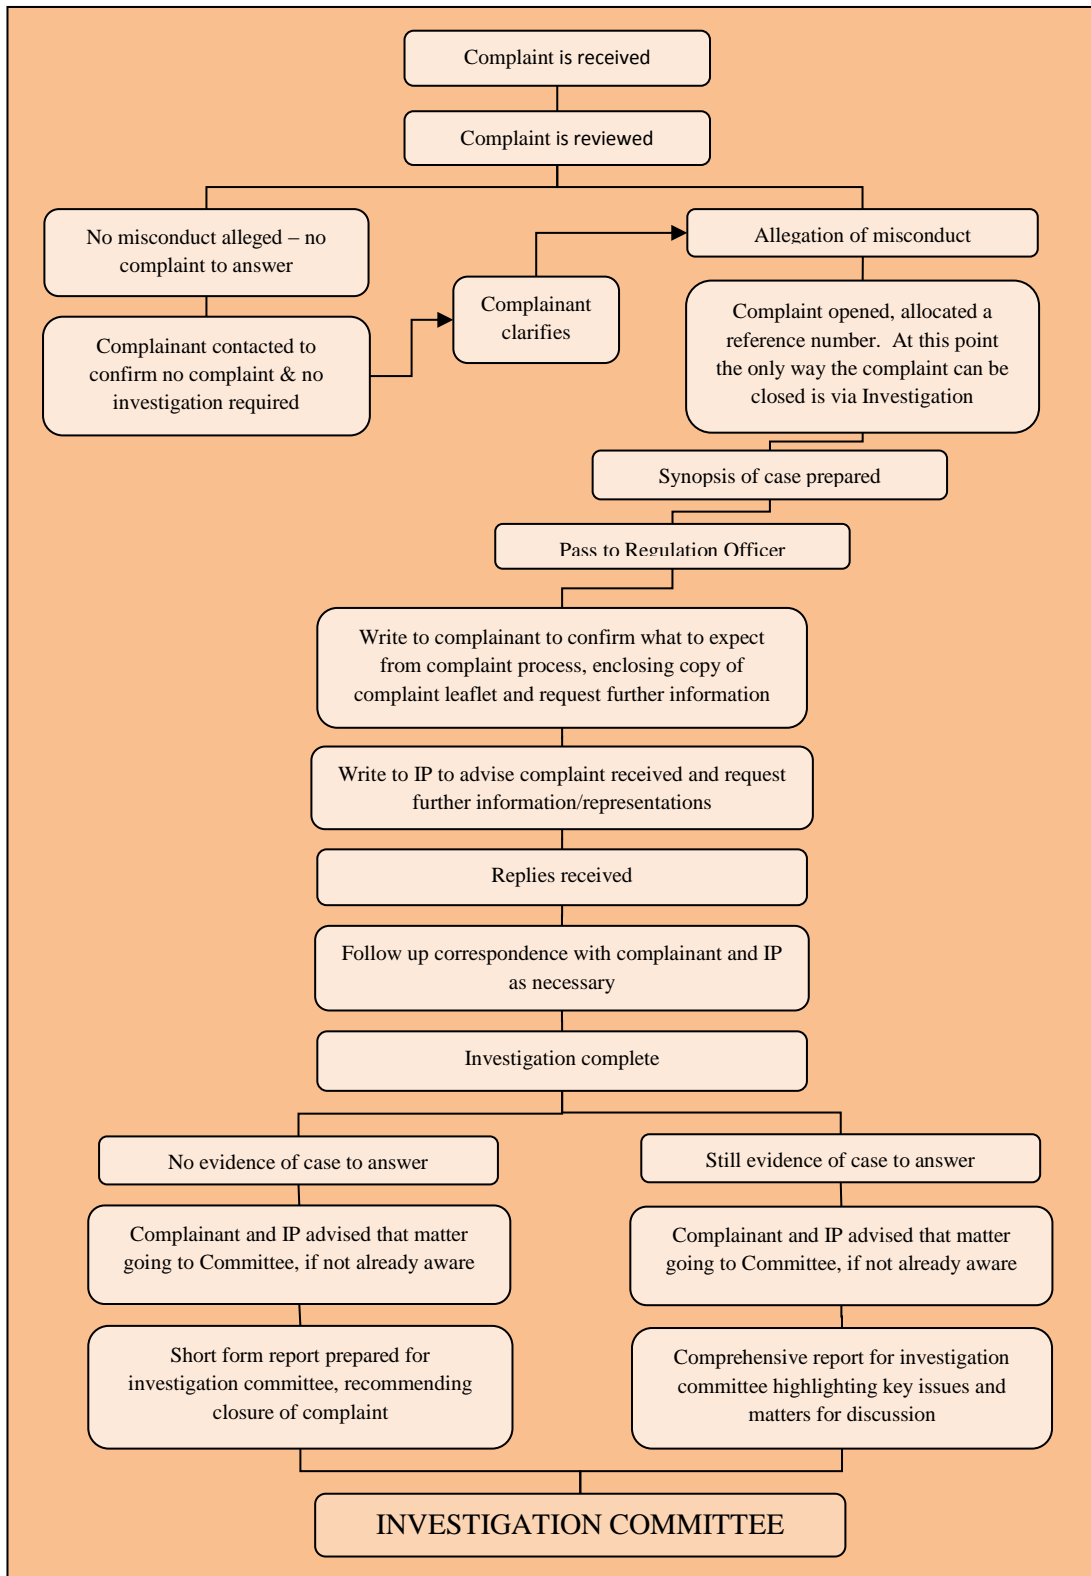 Complaint is received
Complaint is reviewed
No misconduct alleged – no
complaint to answer
Allegation of misconduct
Complainant
clarifies
Complainant contacted to
confirm no complaint & no
investigation required
Complaint opened, allocated a
reference number.  At this point
the only way the complaint can be
closed is via Investigation
Synopsis of case prepared
Pass to Regulation Officer
Write to complainant to confirm what to expect
from complaint process, enclosing copy of
complaint leaflet and request further information
Write to IP to advise complaint received and request
further information/representations
Replies received
Follow up correspondence with complainant and IP
as necessary
Investigation complete
No evidence of case to answer
Complainant and IP advised that matter
going to Committee, if not already aware
Short form report prepared for
investigation committee, recommending
closure of complaint
Still evidence of case to answer
Complainant and IP advised that matter
going to Committee, if not already aware
Comprehensive report for investigation
committee highlighting key issues and
matters for discussion
INVESTIGATION COMMITTEE